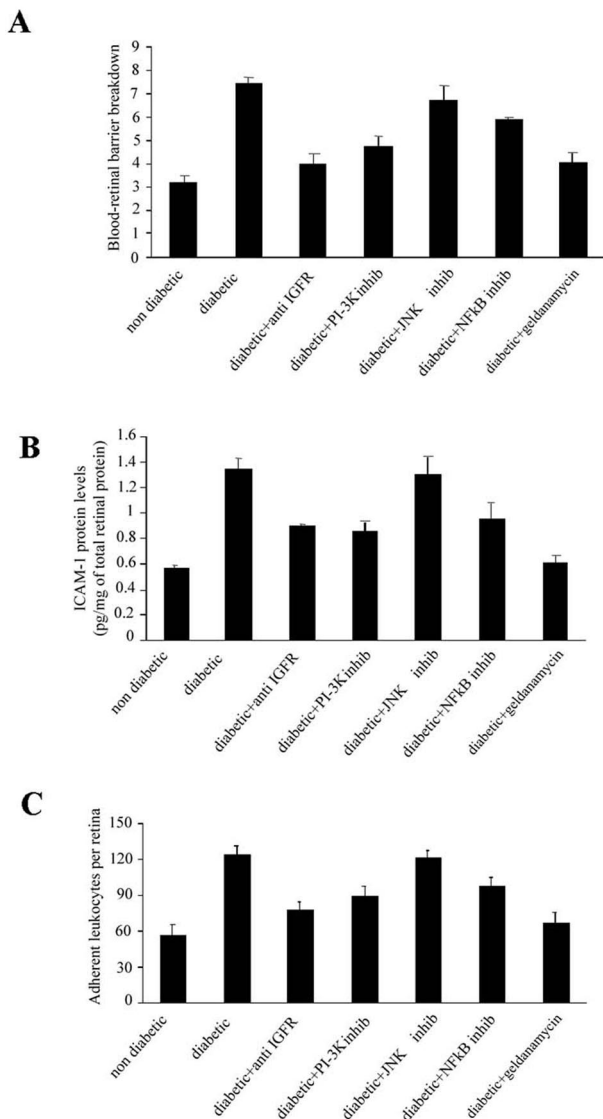 A
Blood-retinal barrier breakdown
9
8
7
6
5
4
3
2
1
0
non diabetic
diabetic
diabetic+anti IGFR
diabetic+PI-3K inhib
diabetic+JNK inhib
diabetic+NFkB inhib
diabetic+geldanamycin
B
ICAM-1 protein levels
(pg/mg of total retinal protein)
1.6
1.4
1.2
1
0.8
0.6
0.4
0.2
0
non diabetic
diabetic
diabetic+anti IGFR
diabetic+PI-3K inhib
diabetic+JNK inhib
diabetic+NFkB inhib
diabetic+geldanamycin
C
Adherent leukocytes per retina
150
120
90
60
30
0
non diabetic
diabetic
diabetic+anti IGFR
diabetic+PI-3K inhib
diabetic+JNK inhib
diabetic+NFkB inhib
diabetic+geldanamycin